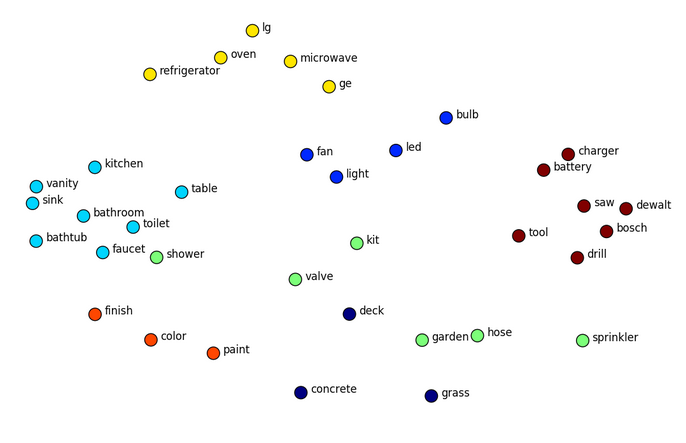 lg
oven
microwave
refrigerator
ge
bulb
fan
led
charger
kitchen
battery
light
vanity
table
sink
saw
dewalt
bathroom
toilet
bosch
tool
bathtub
kit
faucet
shower
drill
valve
finish
deck
color
garden
hose
sprinkler
paint
concrete
grass